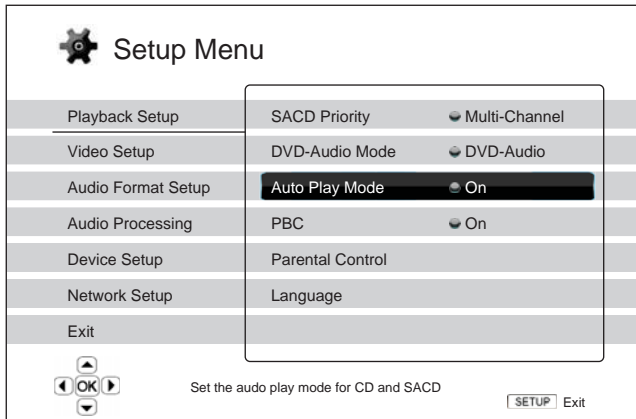 Setup Menu
Playback Setup
Video Setup
Audio Format Setup
Audio Processing
Device Setup
Network Setup
Exit
SACD Priority Multi-Channel
DVD-Audio Mode DVD-Audio
Auto Play Mode On
PBC On
Parental Control
Language
OK
Set the audo play mode for CD and SACD
SETUP Exit